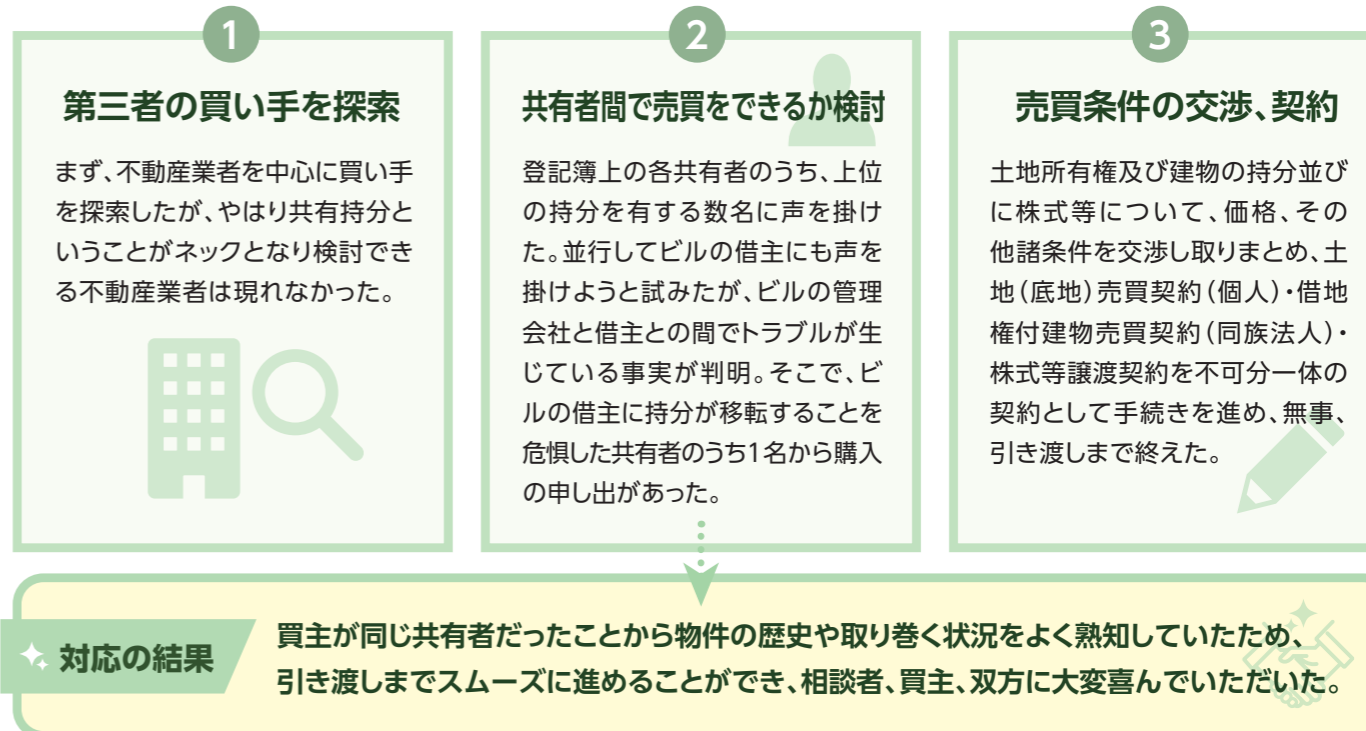 1
第三者の買い手を探索
まず、不動産業者を中心に買い手
を探索したが、やはり共有持分と
いうことがネックとなり検討でき
る不動産業者は現れなかった。
2
共有者間で売買をできるか検討
登記簿上の各共有者のうち、上位
の持分を有する数名に声を掛け
た。並行してビルの借主にも声を
掛けようと試みたが、ビルの管理
会社と借主との間でトラブルが生
じている事実が判明。そこで、ビ
ルの借主に持分が移転することを
危惧した共有者のうち1名から購入
の申し出があった。
3
売買条件の交渉、契約
土地所有権及び建物の持分並び
に株式等について、価格、その
他諸条件を交渉し取りまとめ、土
地(底地)売買契約(個人)・借地
権付建物売買契約(同族法人)・
株式等譲渡契約を不可分一体の
契約として手続きを進め、無事、
引き渡しまで終えた。
対応の結果
買主が同じ共有者だったことから物件の歴史や取り巻く状況をよく熟知していたため、
引き渡しまでスムーズに進めることができ、相談者、買主、双方に大変喜んでいただいた。